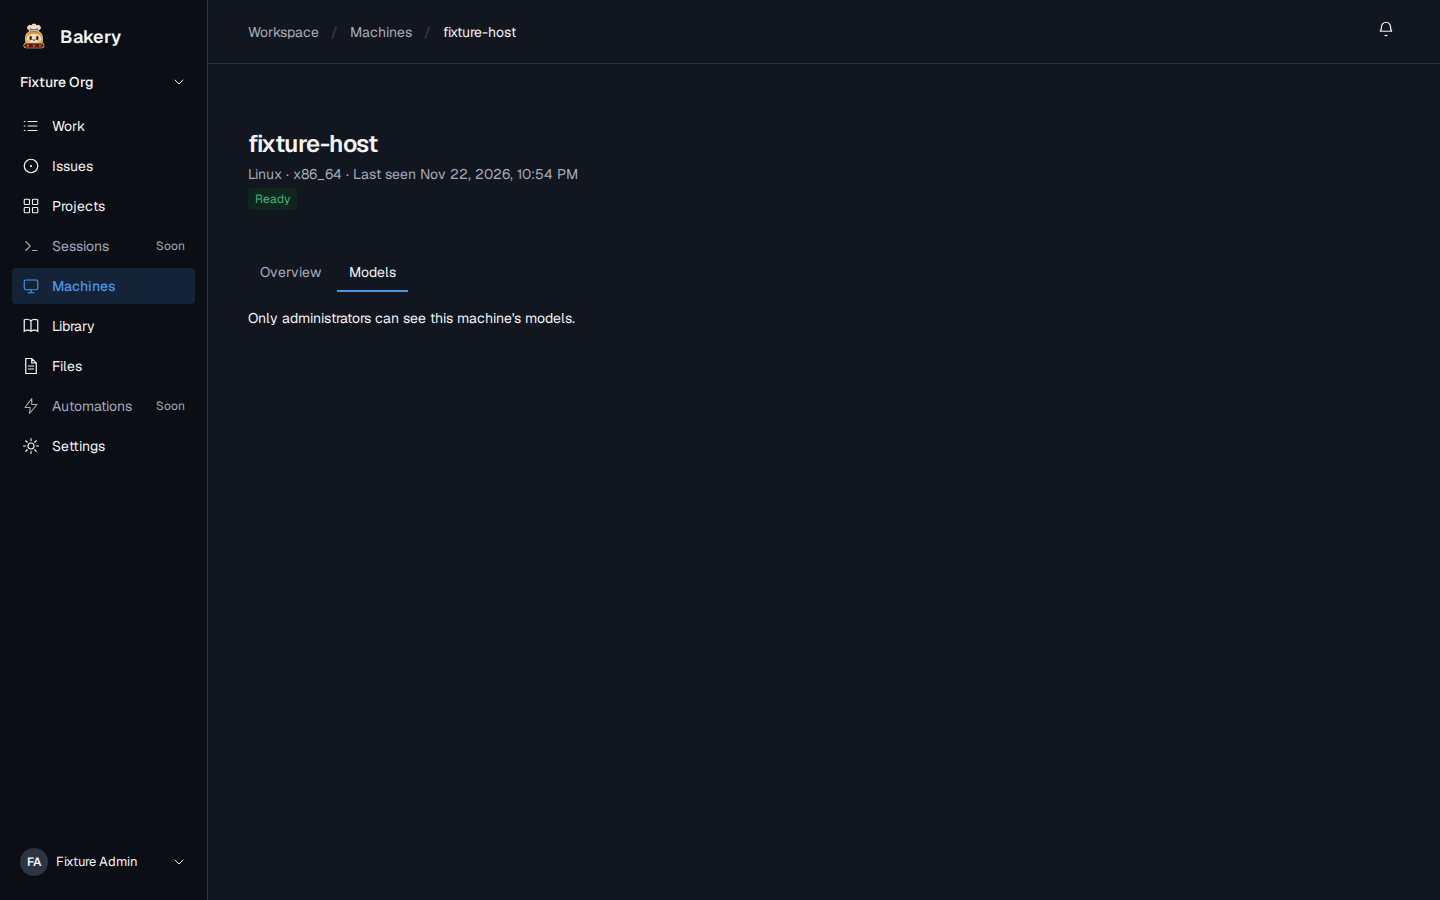 Bakery
Fixture Org
Work
Issues
Projects
Sessions Soon
Machines
Library
Files
Automations Soon
Settings
FA Fixture Admin
Workspace / Machines / fixture-host
fixture-host
Linux · x86_64 · Last seen Nov 22, 2026, 10:54 PM
Ready
Overview Models
Only administrators can see this machine's models.